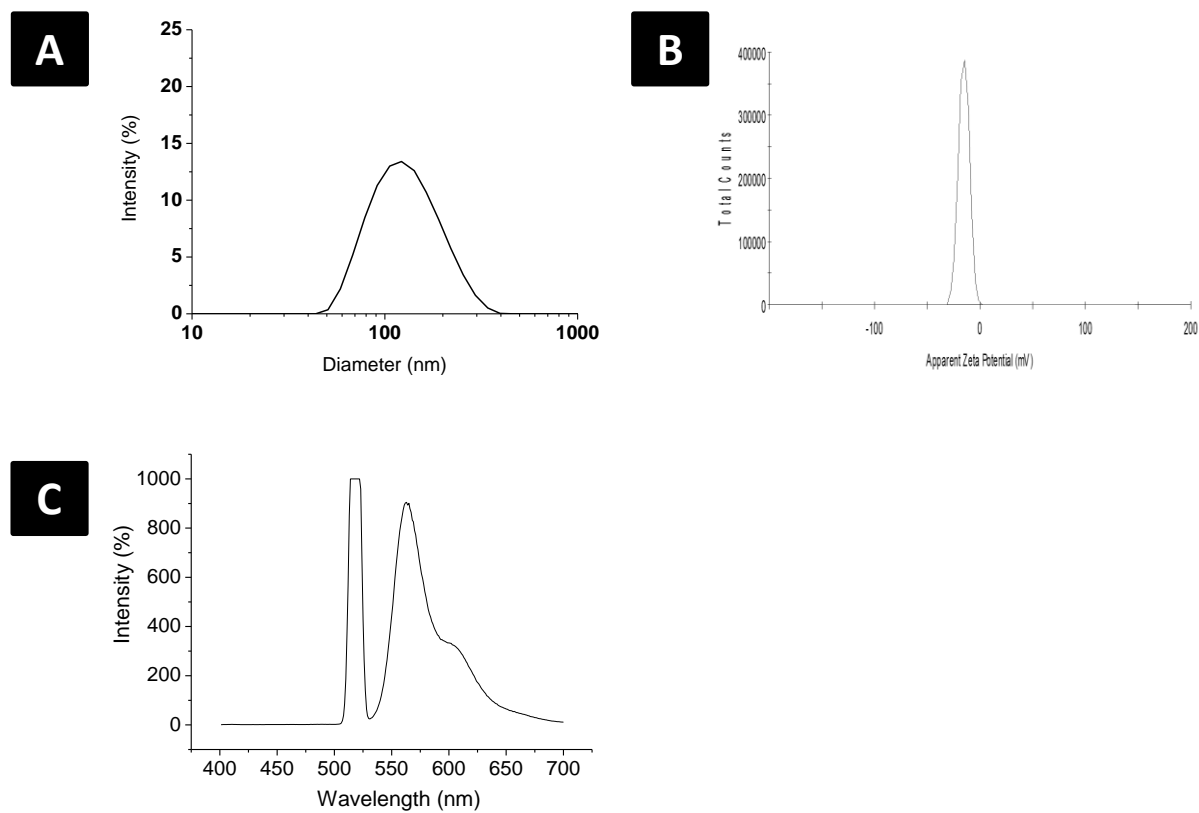 A
25
20
15
10
5
0
Intensity (%)
10 100 1000
Diameter (nm)
B
400000
300000
200000
100000
0
Total Counts
-100 0 100 200
Apparent Zeta Potential (mV)
C
1000
800
600
400
200
0
Intensity (%)
400 450 500 550 600 650 700
Wavelength (nm)